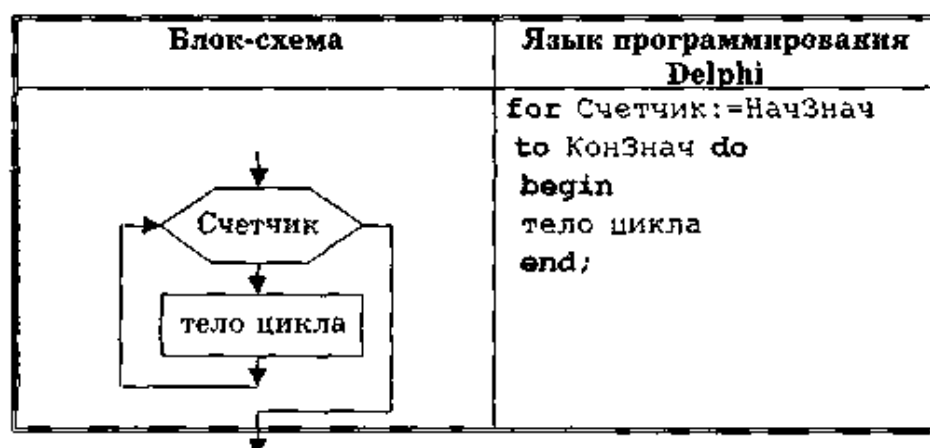 Блок-схема
Язык программирования
Delphi
Счетчик
тело цикла
for Счетчик:=НачЗнач
to КонЗнач do
begin
тело цикла
end;